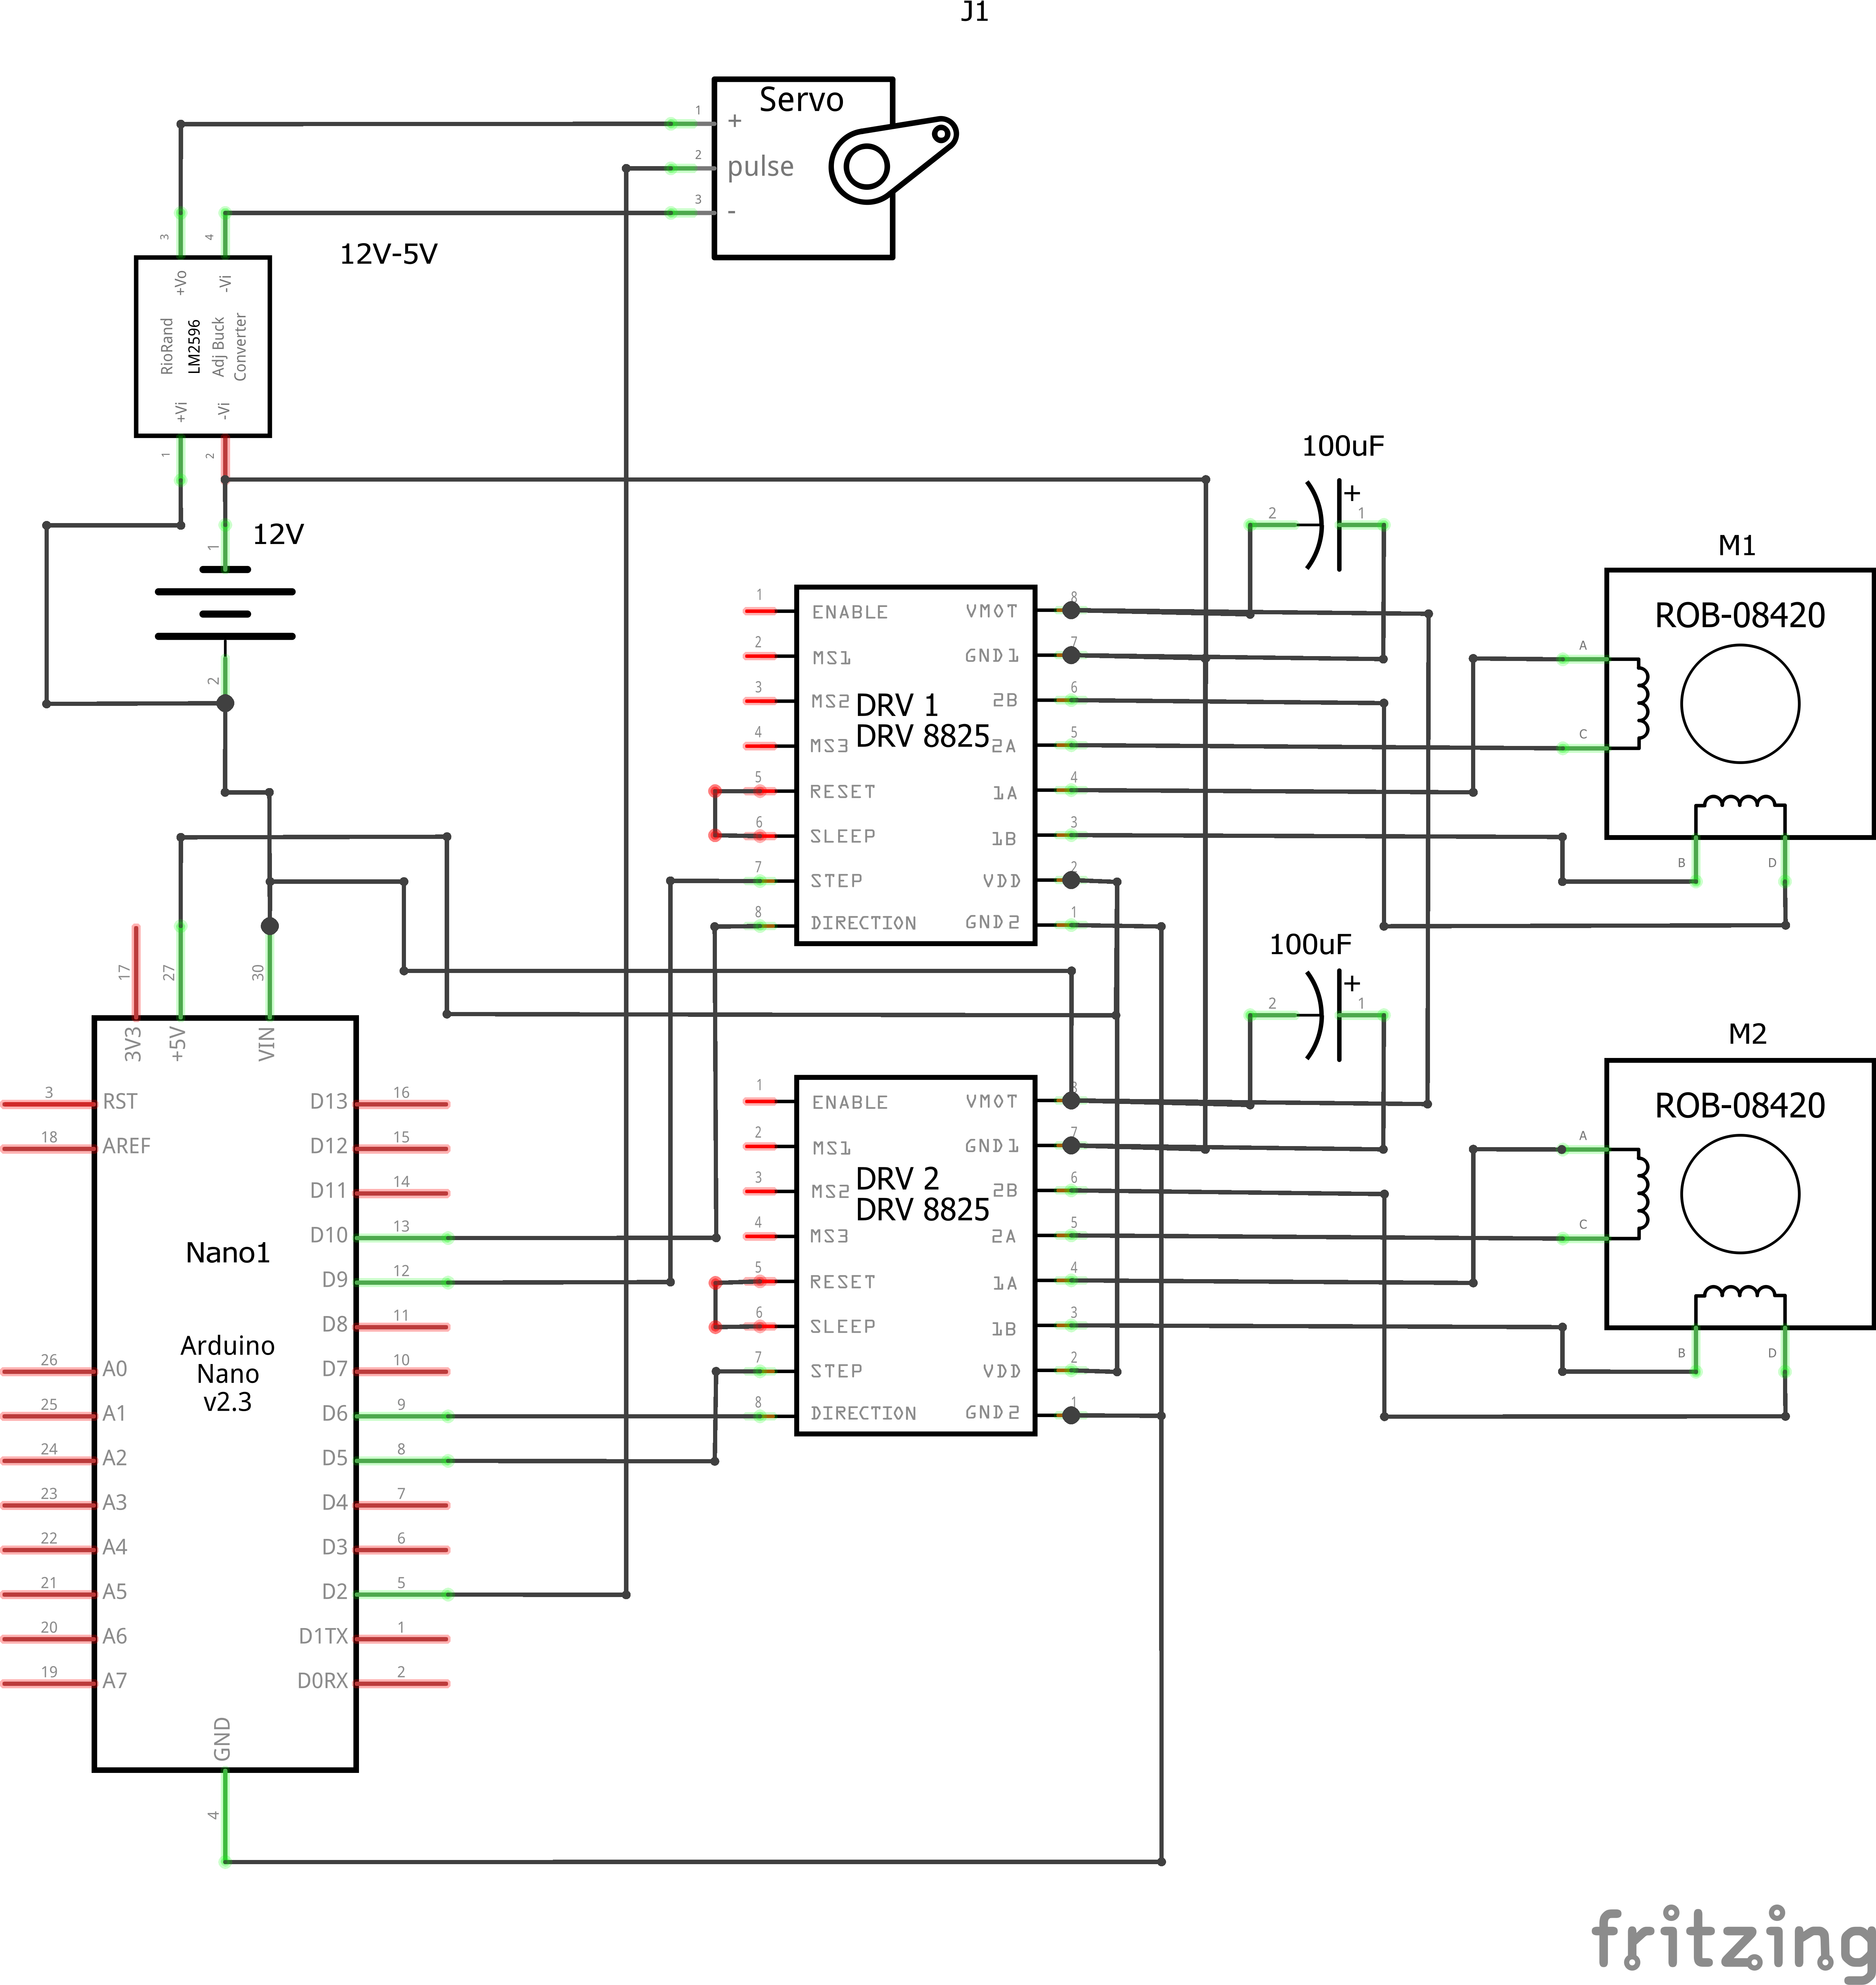 J1
Servo
1
+
2
pulse
3
-
12V-5V
3
4
+Vo
-Vi
RioRand
LM2596
Adj Buck
Converter
+Vi
-Vi
1
2
12V
1
2
100uF
2
1
+
M1
ROB-08420
A
C
B
D
1
ENABLE
2
MS1
3
MS2
4
MS3
5
RESET
6
SLEEP
7
STEP
8
DIRECTION
DRV 1
DRV 8825
VMOT
8
GND1
7
2B
6
2A
5
1A
4
1B
3
VDD
2
GND2
1
100uF
2
1
+
M2
ROB-08420
A
C
B
D
1
ENABLE
2
MS1
3
MS2
4
MS3
5
RESET
6
SLEEP
7
STEP
8
DIRECTION
DRV 2
DRV 8825
VMOT
8
GND1
7
2B
6
2A
5
1A
4
1B
3
VDD
2
GND2
1
17
27
30
3V3
+5V
VIN
3
RST
18
AREF
26
A0
25
A1
24
A2
23
A3
22
A4
21
A5
20
A6
19
A7
Nano1
Arduino
Nano
v2.3
D13
16
D12
15
D11
14
D10
13
D9
12
D8
11
D7
10
D6
9
D5
8
D4
7
D3
6
D2
5
D1TX
1
D0RX
2
GND
4
fritzing